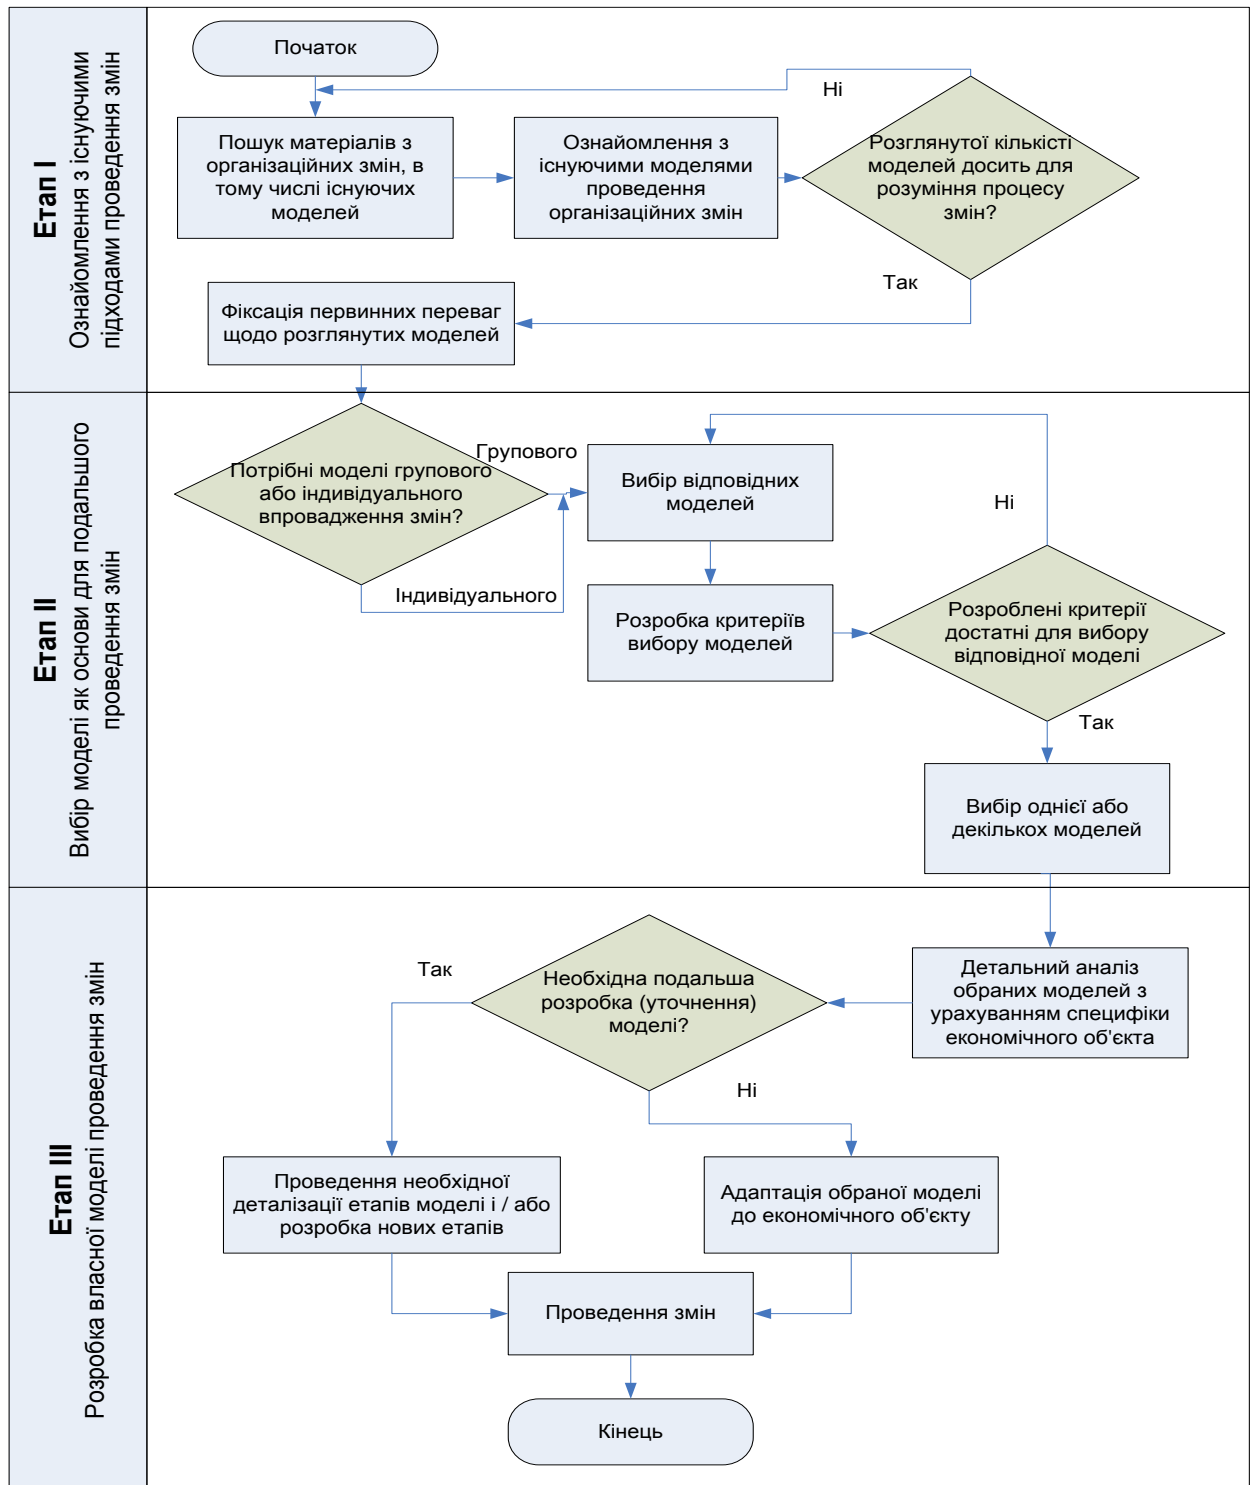 Етап I
Ознайомлення з існуючими
підходами проведення змін
Початок
Ні
Пошук матеріалів з
організаційних змін, в
тому числі існуючих
моделей
Ознайомлення з
існуючими моделями
проведення
організаційних змін
Розглянутої кількісті
моделей досить для
розуміння процесу
змін?
Так
Фіксація первинних переваг
щодо розглянутих моделей
Етап II
Вибір моделі як основи для подальшого
проведення змін
Потрібні моделі групового
або індивідуального
впровадження змін?
Групового
Індивідуального
Вибір відповідних
моделей
Ні
Розробка критеріїв
вибору моделей
Розроблені критерії
достатні для вибору
відповідної моделі
Так
Вибір однієї або
декількох моделей
Етап III
Розробка власної моделі проведення змін
Детальний аналіз
обраних моделей з
урахуванням специфіки
економічного об'єкта
Необхідна подальша
розробка (уточнення)
моделі?
Так
Ні
Проведення необхідної
деталізації етапів моделі і / або
розробка нових етапів
Адаптація обраної моделі
до економічного об'єкту
Проведення змін
Кінець